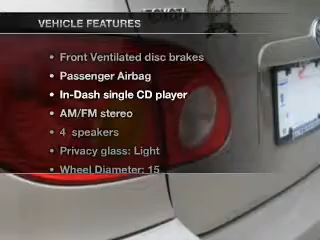 VEHICLE FEATURES
• Front Ventilated disc brakes
• Passenger Airbag
• In-Dash single CD player
• AM/FM stereo
• 4 speakers
• Privacy glass: Light
• Wheel Diameter: 15